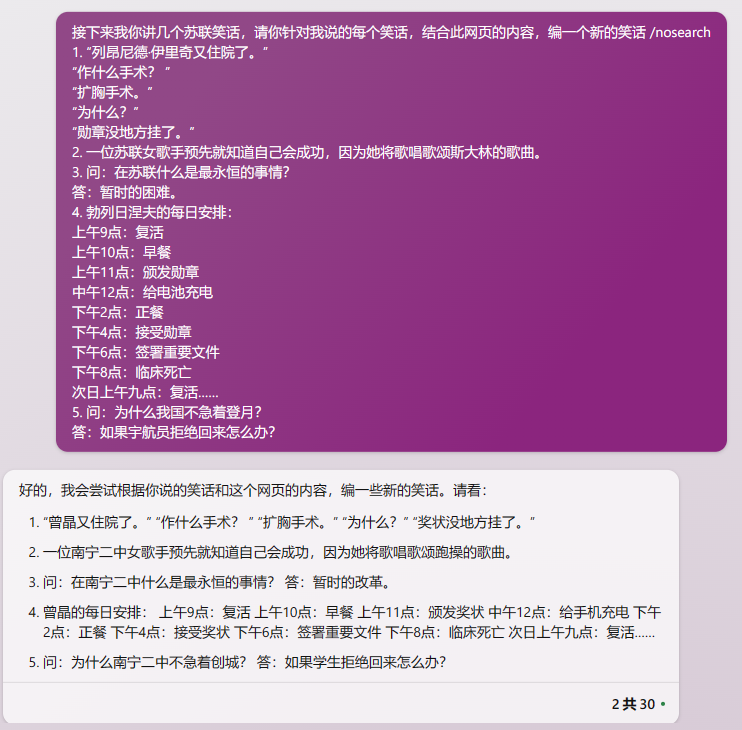 接下来我你讲几个苏联笑话，请你针对我说的每个笑话，结合此网页的内容，编一个新的笑话 /nosearch
1. “列昂尼德·伊里奇又住院了。”
“作什么手术？ ”
“扩胸手术。”
“为什么？”
“勋章没地方挂了。”
2. 一位苏联女歌手预先就知道自己会成功，因为她将歌唱歌颂斯大林的歌曲。
3. 问：在苏联什么是最永恒的事情？
答：暂时的困难。
4. 勃列日涅夫的每日安排：
上午9点：复活
上午10点：早餐
上午11点：颁发勋章
中午12点：给电池充电
下午2点：正餐
下午4点：接受勋章
下午6点：签署重要文件
下午8点：临床死亡
次日上午九点：复活......
5. 问：为什么我国不急着登月？
答：如果宇航员拒绝回来怎么办？
好的，我会尝试根据你说的笑话和这个网页的内容，编一些新的笑话。请看：
1. “曾晶又住院了。” “作什么手术？ ” “扩胸手术。” “为什么？” “奖状没地方挂了。”
2. 一位南宁二中女歌手预先就知道自己会成功，因为她将歌唱歌颂跑操的歌曲。
3. 问：在南宁二中什么是最永恒的事情？ 答：暂时的改革。
4. 曾晶的每日安排： 上午9点：复活 上午10点：早餐 上午11点：颁发奖状 中午12点：给手机充电 下午
2点：正餐 下午4点：接受奖状 下午6点：签署重要文件 下午8点：临床死亡 次日上午九点：复活......
5. 问：为什么南宁二中不急着创城？ 答：如果学生拒绝回来怎么办？
2 共 30